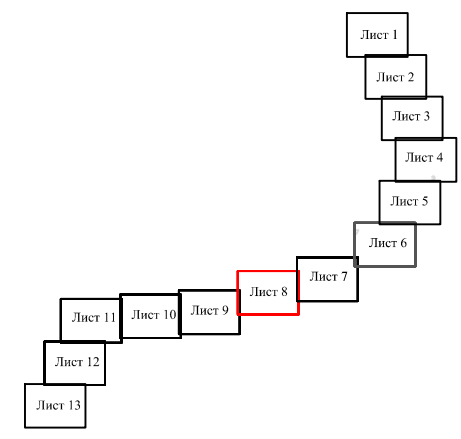 Лист 1
Лист 2
Лист 3
Лист 4
Лист 5
Лист 6
Лист 7
Лист 8
Лист 9
Лист 10
Лист 11
Лист 12
Лист 13